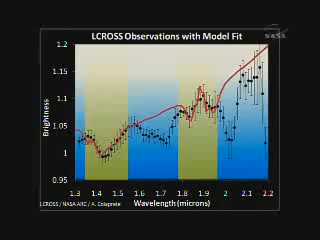 NASA
LCROSS Observations with Model Fit
1.2
1.15
1.1
1.05
1
0.95
Brightness
1.3 1.4 1.5 1.6 1.7 1.8 1.9 2 2.1 2.2
LCROSS / NASA ARC / A. Colaprete
Wavelength (microns)